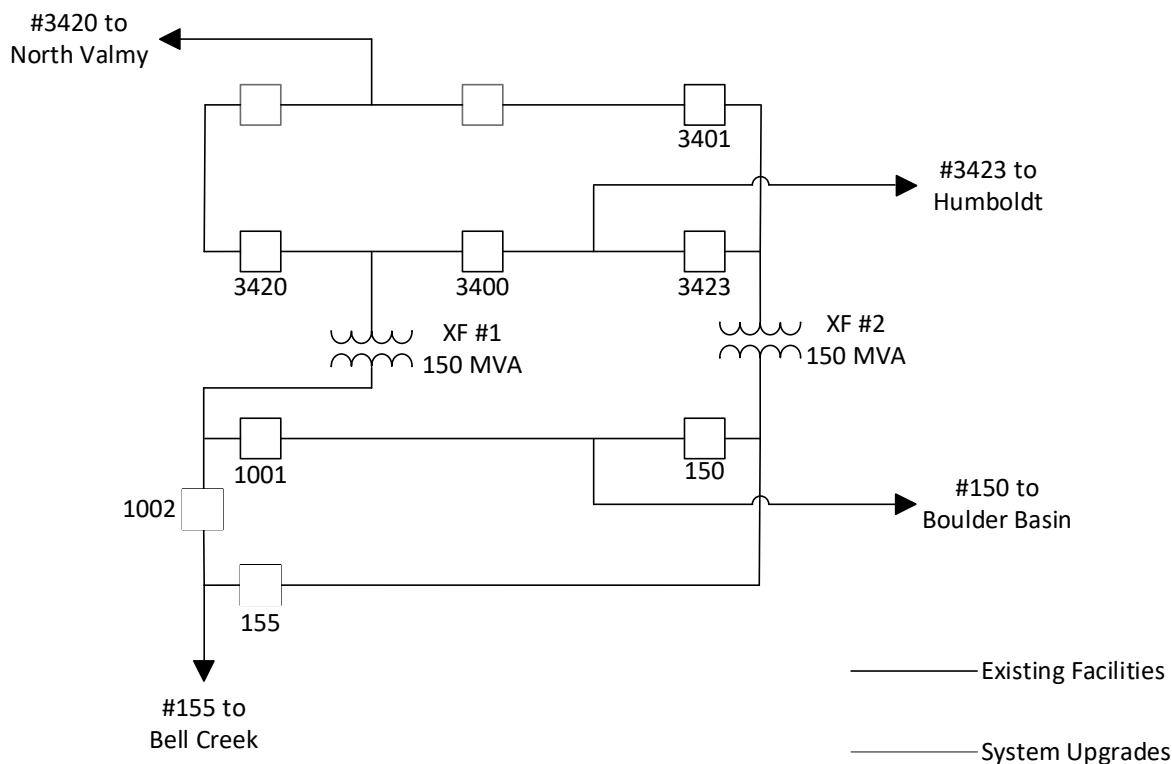 #3420 to
North Valmy
3401
#3423 to
Humboldt
3420
3400
3423
XF #1
150 MVA
XF #2
150 MVA
1001
150
1002
#150 to
Boulder Basin
155
#155 to
Bell Creek
Existing Facilities
System Upgrades